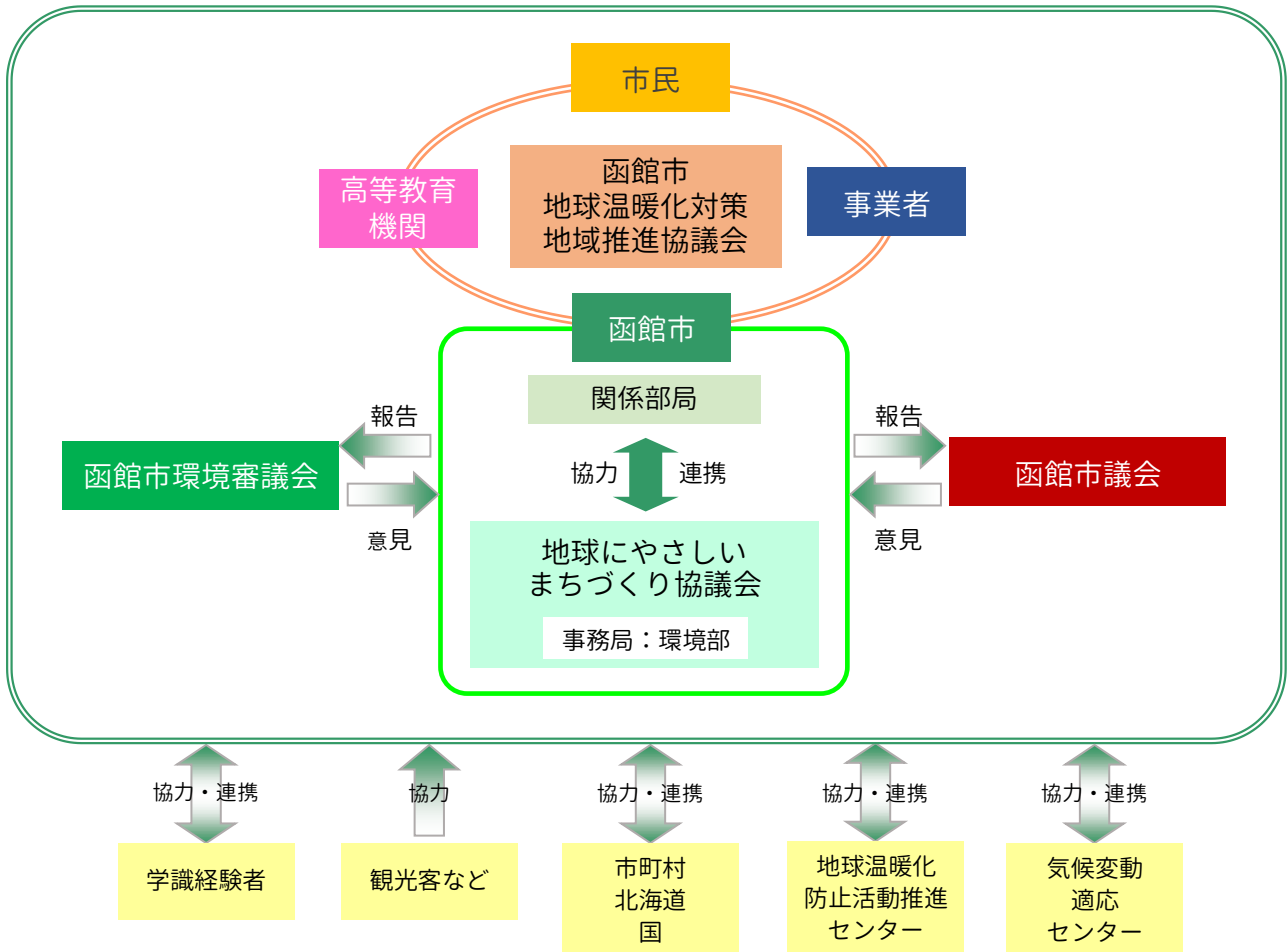 市民
高等教育
機関
函館市
地球温暖化対策
地域推進協議会
事業者
函館市
関係部局
報告
報告
函館市環境審議会
協力
連携
函館市議会
意見
意見
地球にやさしい
まちづくり協議会
事務局：環境部
協力・連携
協力
協力・連携
協力・連携
協力・連携
学識経験者
観光客など
市町村
北海道
国
地球温暖化
防止活動推進
センター
気候変動
適応
センター